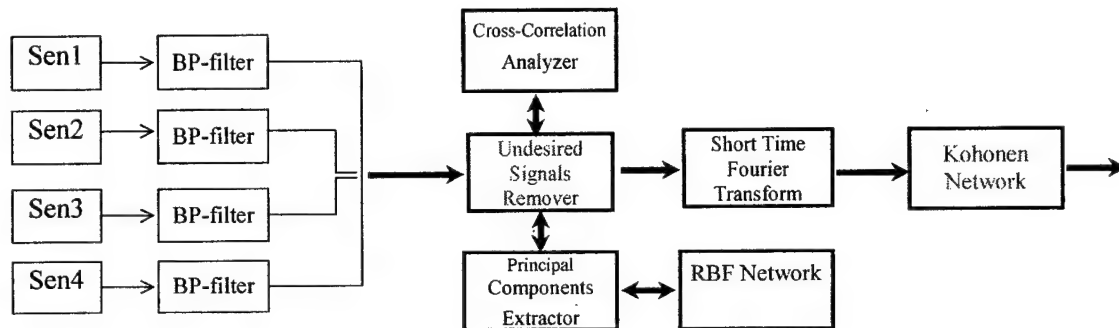 Sen1
BP-filter
Sen2
BP-filter
Sen3
BP-filter
Sen4
BP-filter
Cross-Correlation
Analyzer
Undesired
Signals
Remover
Principal
Components
Extractor
RBF Network
Short Time
Fourier
Transform
Kohonen
Network